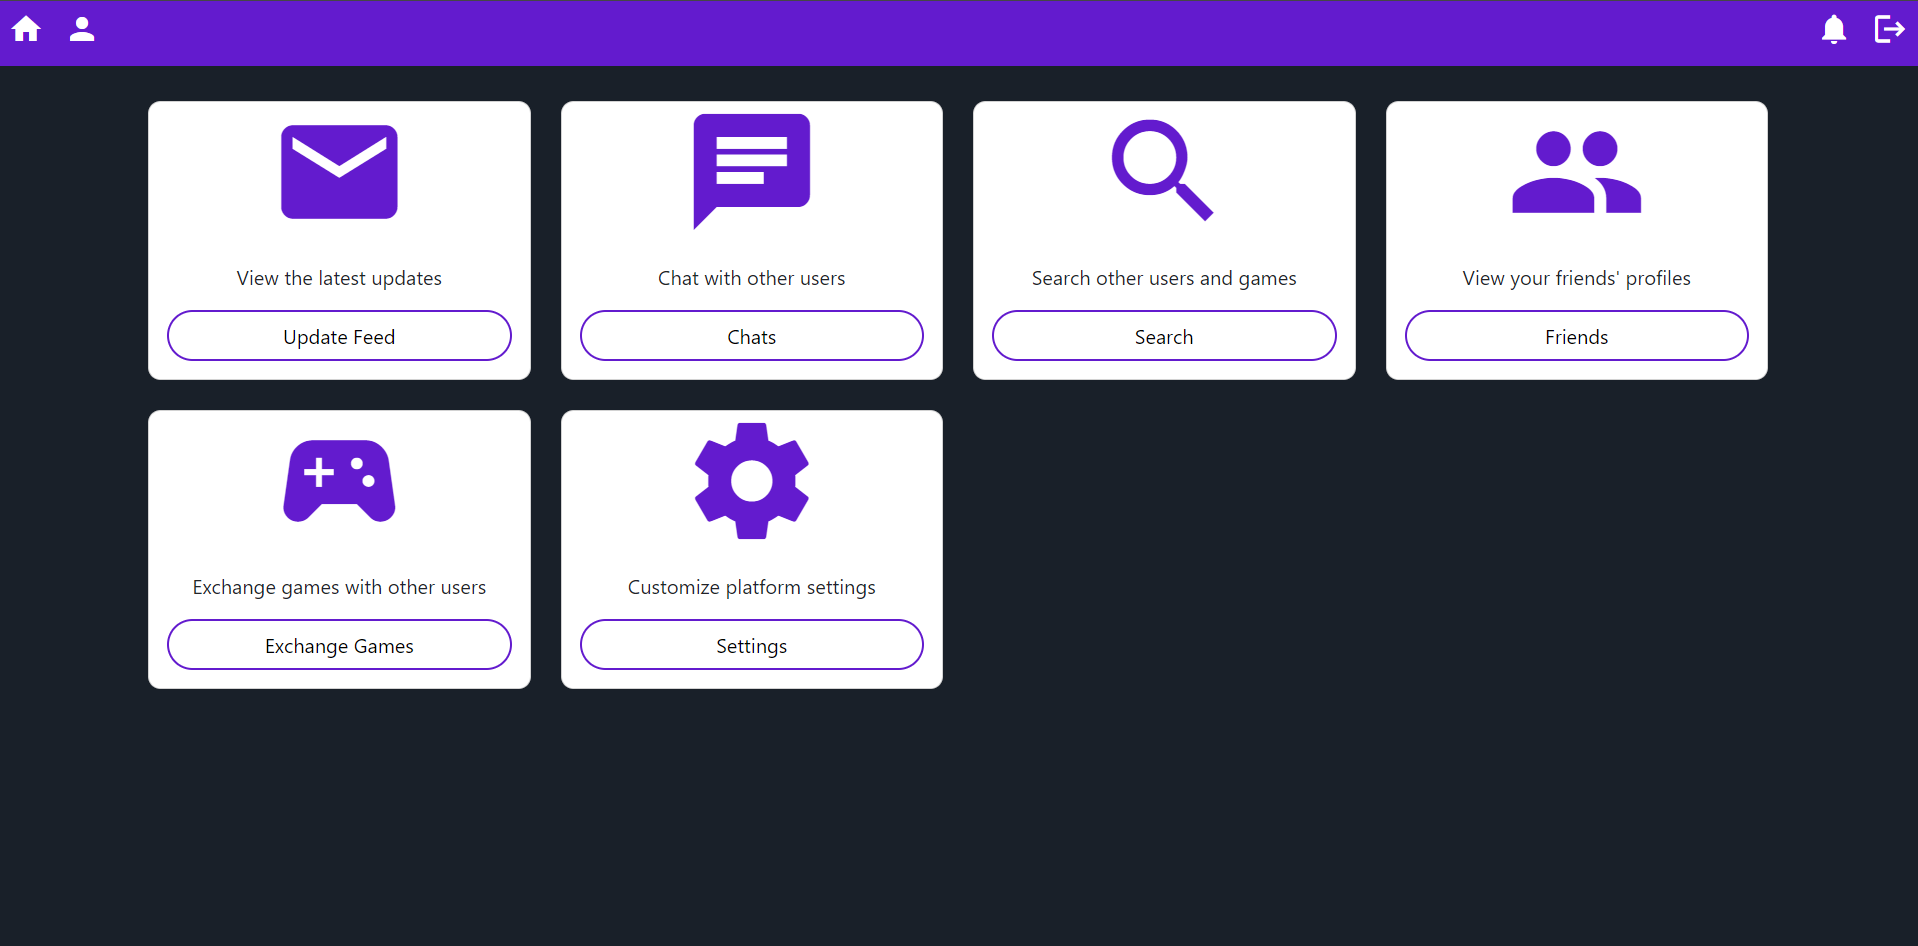 View the latest updates
Update Feed
Chat with other users
Chats
Search other users and games
Search
View your friends' profiles
Friends
Exchange games with other users
Exchange Games
Customize platform settings
Settings